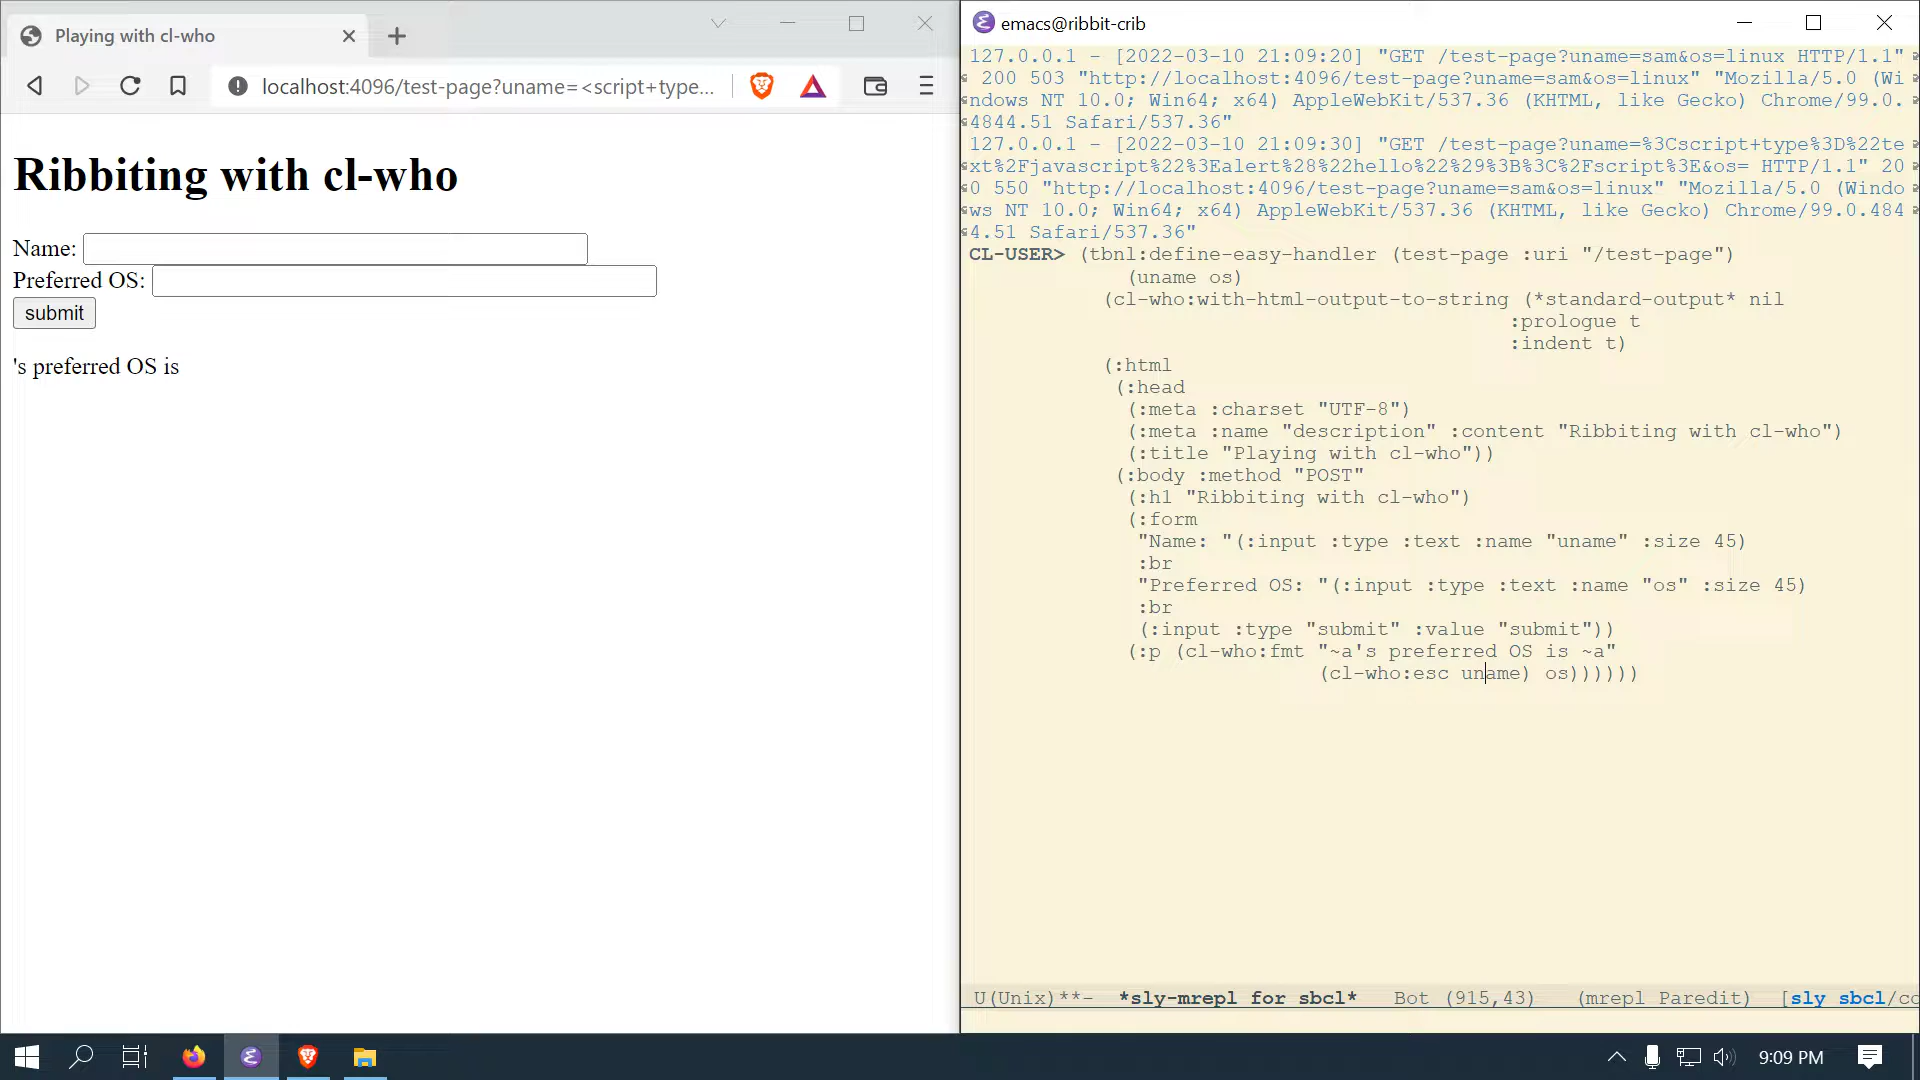 Playing with cl-who
localhost:4096/test-page?uname=<script+type...
Ribbiting with cl-who
Name:
Preferred OS:
submit
's preferred OS is
emacs@ribbit-crib
127.0.0.1 - [2022-03-10 21:09:20] "GET /test-page?uname=sam&os=linux HTTP/1.1"
 200 503 "http://localhost:4096/test-page?uname=sam&os=linux" "Mozilla/5.0 (Wi
ndows NT 10.0; Win64; x64) AppleWebKit/537.36 (KHTML, like Gecko) Chrome/99.0.
4844.51 Safari/537.36"
127.0.0.1 - [2022-03-10 21:09:30] "GET /test-page?uname=%3Cscript+type%3D%22te
xt%2Fjavascript%22%3Ealert%28%22hello%22%29%3B%3C%2Fscript%3E&os= HTTP/1.1" 20
0 550 "http://localhost:4096/test-page?uname=sam&os=linux" "Mozilla/5.0 (Windo
ws NT 10.0; Win64; x64) AppleWebKit/537.36 (KHTML, like Gecko) Chrome/99.0.484
4.51 Safari/537.36"
CL-USER> (tbnl:define-easy-handler (test-page :uri "/test-page")
(uname os)
(cl-who:with-html-output-to-string (*standard-output* nil
:prologue t
:indent t)
(:html
(:head
(:meta :charset "UTF-8")
(:meta :name "description" :content "Ribbiting with cl-who")
(:title "Playing with cl-who"))
(:body :method "POST"
(:h1 "Ribbiting with cl-who")
(:form
"Name: "(:input :type :text :name "uname" :size 45)
:br
"Preferred OS: "(:input :type :text :name "os" :size 45)
:br
(:input :type "submit" :value "submit"))
(:p (cl-who:fmt "~a's preferred OS is ~a"
(cl-who:esc uname) os))))))
U(Unix)**- *sly-mrepl for sbcl* Bot (915,43) (mrepl Paredit) [sly sbcl/co
9:09 PM